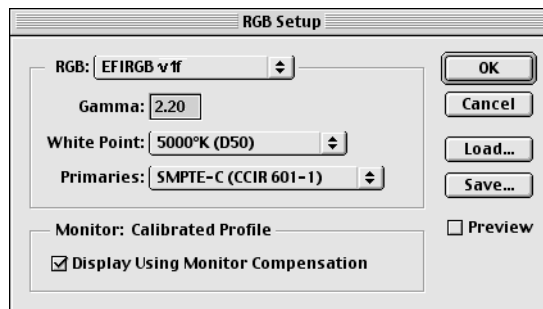 RGB Setup
RGB: EFIRGB v1f
Gamma: 2.20
White Point: 5000°K (D50)
Primaries: SMPTE-C (CCIR 601-1)
Monitor: Calibrated Profile
Display Using Monitor Compensation
OK
Cancel
Load...
Save...
Preview